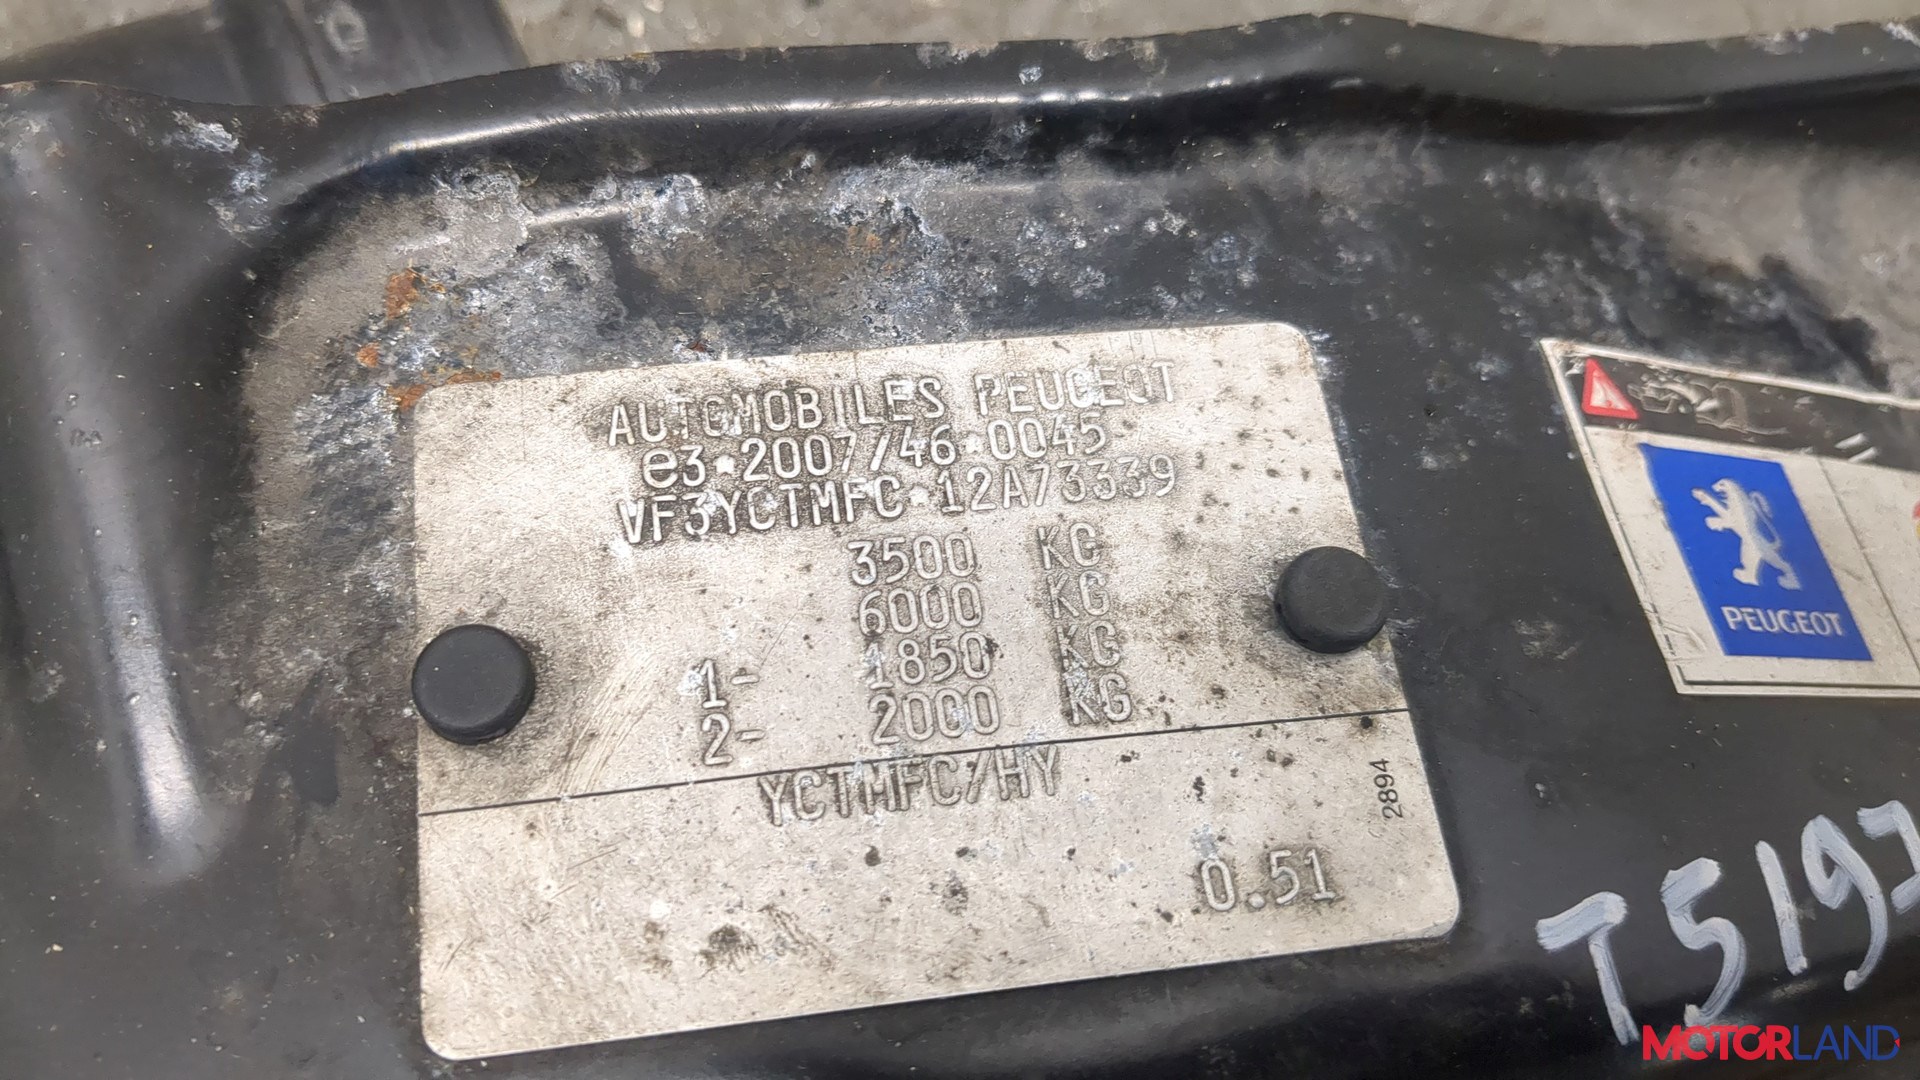 AUTOMOBILES PEUGEOT
e3*2007/46*0045
VF3YCTMFC*12A73339
3500 KG
6000 KG
1- 1850 KG
2- 2000 KG
YCTMFC/HY
0.51
2894
PEUGEOT
MOTORLAND